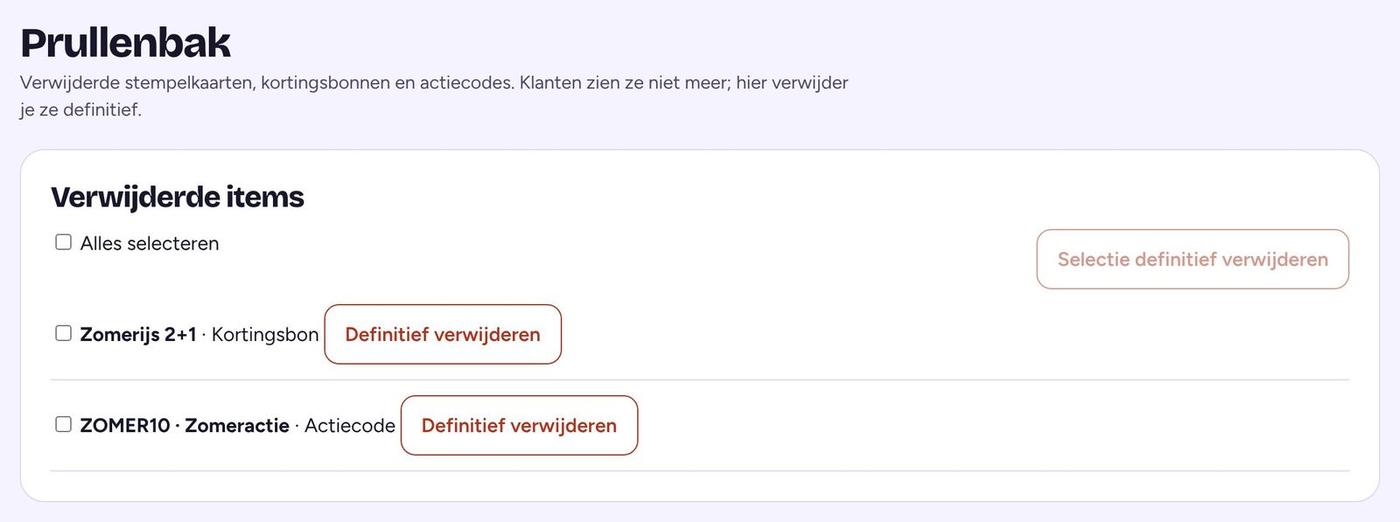 Prullenbak
Verwijderde stempelkaarten, kortingsbonnen en actiecodes. Klanten zien ze niet meer; hier verwijder
je ze definitief.
Verwijderde items
Alles selecteren
Selectie definitief verwijderen
Zomerijs 2+1 · Kortingsbon Definitief verwijderen
ZOMER10 · Zomeractie · Actiecode Definitief verwijderen